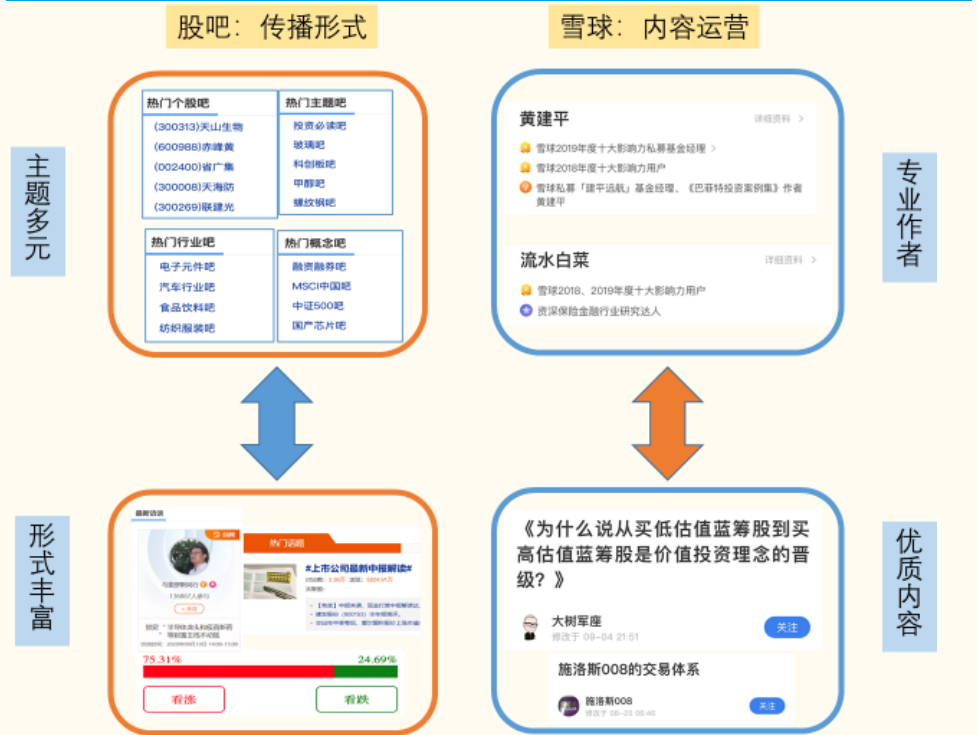 股吧：传播形式
雪球：内容运营
主题多元
热门个股吧
(300313)天山生物
(600988)赤峰黄
(002400)省广集
(300008)天海防
(300269)联建光
热门主题吧
投资必读吧
玻璃吧
科创板吧
甲醇吧
螺纹钢吧
热门行业吧
电子元件吧
汽车行业吧
食品饮料吧
纺织服装吧
热门概念吧
融资融券吧
MSCI中国吧
中证500吧
国产芯片吧
黄建平
详细资料 >
雪球2019年度十大影响力私募基金经理 >
雪球2018年度十大影响力用户
雪球私募「建平远航」基金经理、《巴菲特投资案例集》作者
黄建平
流水白菜
详细资料 >
雪球2018、2019年度十大影响力用户
资深保险金融行业研究达人
专业作者
形式丰富
最新访谈
热门话题
#上市公司最新中报解读#
75.31%
24.69%
看涨
看跌
《为什么说从买低估值蓝筹股到买
高估值蓝筹股是价值投资理念的晋
级？》
大树军座
修改于 09-04 21:51
关注
施洛斯008的交易体系
施洛斯008
关注
优质内容